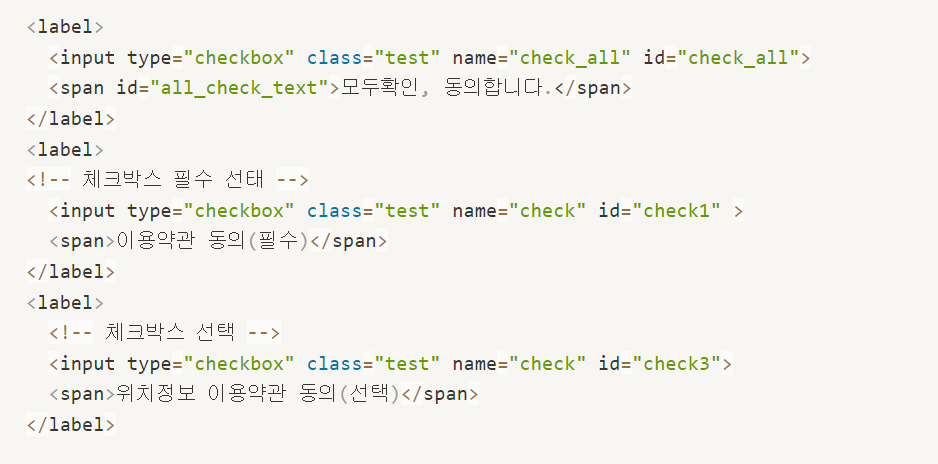 <label>
<input type="checkbox" class="test" name="check_all" id="check_all">
<span id="all_check_text">모두확인, 동의합니다.</span>
</label>
<label>
<!-- 체크박스 필수 선태 -->
<input type="checkbox" class="test" name="check" id="check1" >
<span>이용약관 동의(필수)</span>
</label>
<label>
<!-- 체크박스 선택 -->
<input type="checkbox" class="test" name="check" id="check3">
<span>위치정보 이용약관 동의(선택)</span>
</label>